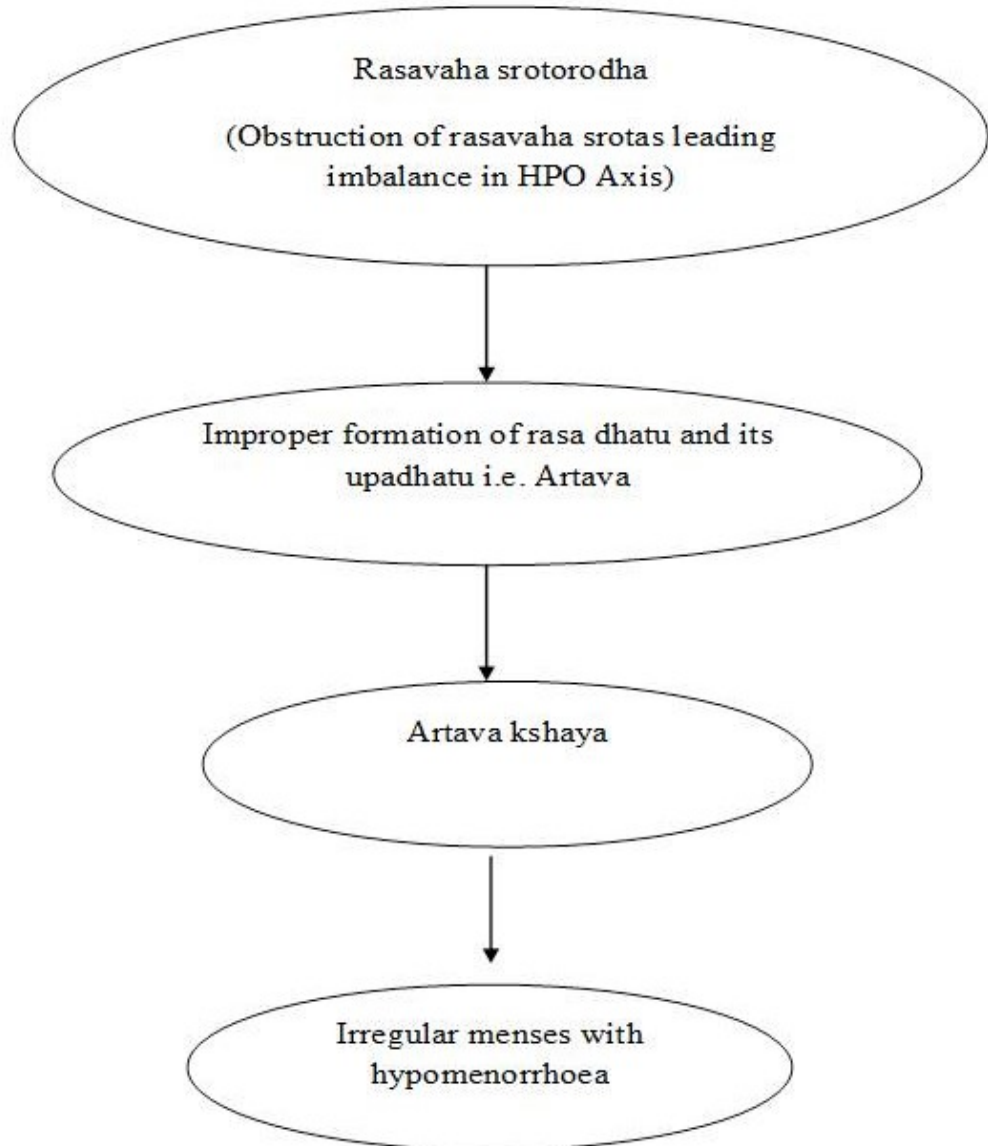 Rasavaha srotorodha
(Obstruction of rasavaha srotas leading
imbalance in HPO Axis)
Improper formation of rasa dhatu and its
upadhatu i.e. Artava
Artava kshaya
Irregular menses with
hypomenorrhoea